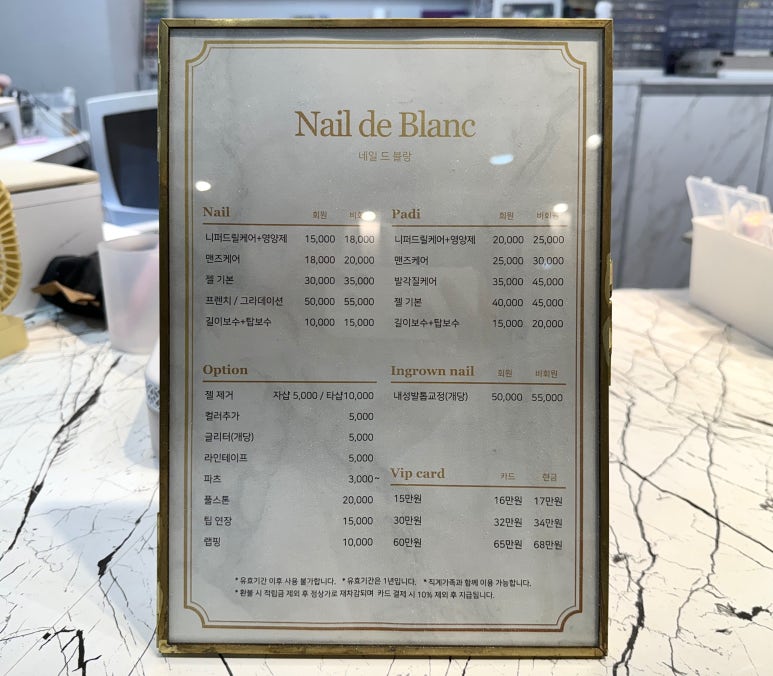 Nail de Blanc
네일 드 블랑
Nail 회원 비회원
니퍼드릴케어+영양제 15,000 18,000
맨즈케어 18,000 20,000
젤 기본 30,000 35,000
프렌치 / 그라데이션 50,000 55,000
길이보수+탑보수 10,000 15,000
Padi 회원 비회원
니퍼드릴케어+영양제 20,000 25,000
맨즈케어 25,000 30,000
발각질케어 35,000 45,000
젤 기본 40,000 45,000
길이보수+탑보수 15,000 20,000
Option
젤 제거 자샵 5,000 / 타샵10,000
컬러추가 5,000
글리터(개당) 5,000
라인테이프 5,000
파츠 3,000~
풀스톤 20,000
팁 연장 15,000
랩핑 10,000
Ingrown nail 회원 비회원
내성발톱교정(개당) 50,000 55,000
Vip card 카드 현금
15만원 16만원 17만원
30만원 32만원 34만원
60만원 65만원 68만원
* 유효기간 이후 사용 불가합니다. * 유효기간은 1년입니다. * 직계가족과 함께 이용 가능합니다.
* 환불 시 적립금 제외 후 정상가로 재차감되며 카드 결제 시 10% 제외 후 지급됩니다.